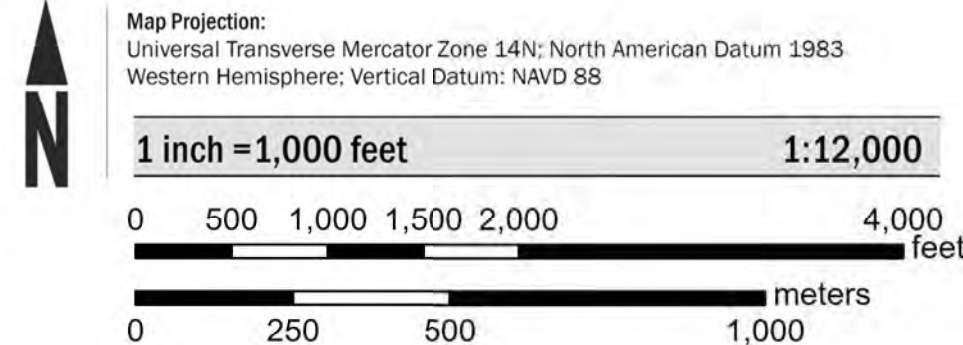 Map Projection:
Universal Transverse Mercator Zone 14N; North American Datum 1983
Western Hemisphere; Vertical Datum: NAVD 88
N
1 inch =1,000 feet 1:12,000
0 500 1,000 1,500 2,000 4,000
feet
meters
0 250 500 1,000